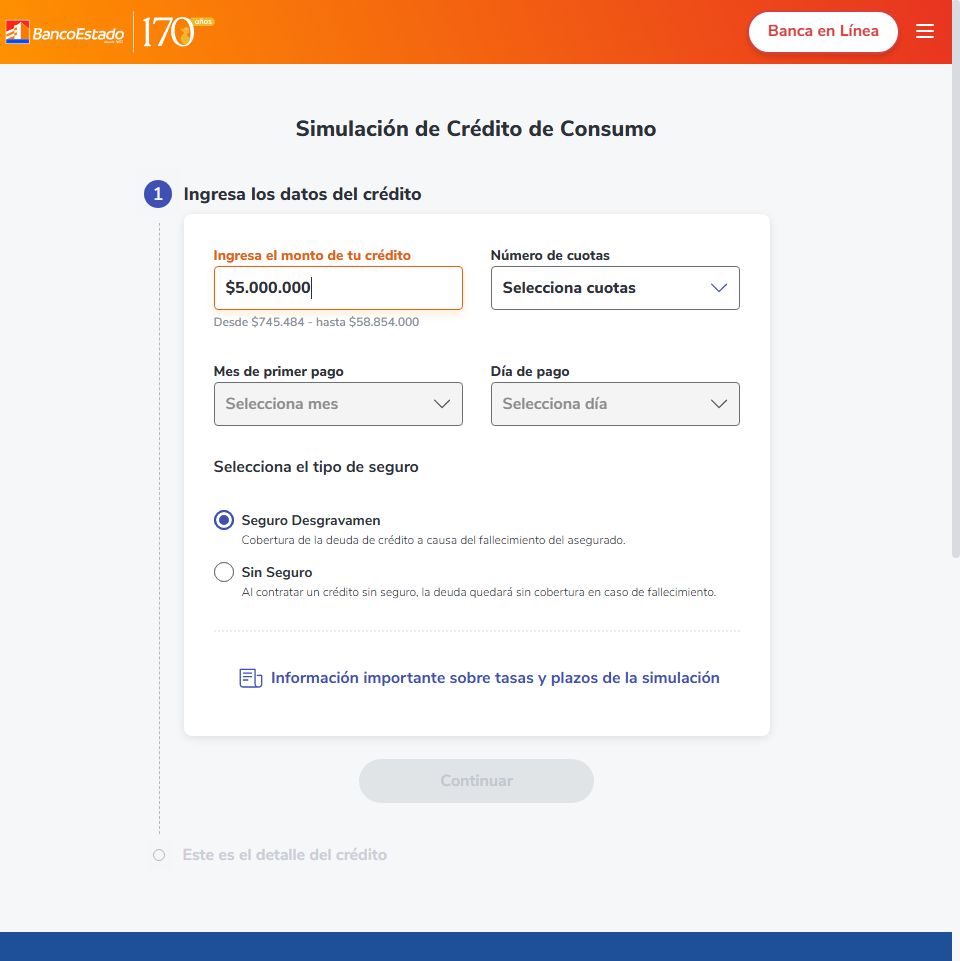 BancoEstado
170
años
Banca en Línea
Simulación de Crédito de Consumo
1 Ingresa los datos del crédito
Ingresa el monto de tu crédito
$5.000.000
Desde $745.484 - hasta $58.854.000
Número de cuotas
Selecciona cuotas
Mes de primer pago
Selecciona mes
Día de pago
Selecciona día
Selecciona el tipo de seguro
Seguro Desgravamen
Cobertura de la deuda de crédito a causa del fallecimiento del asegurado.
Sin Seguro
Al contratar un crédito sin seguro, la deuda quedará sin cobertura en caso de fallecimiento.
Información importante sobre tasas y plazos de la simulación
Continuar
Este es el detalle del crédito